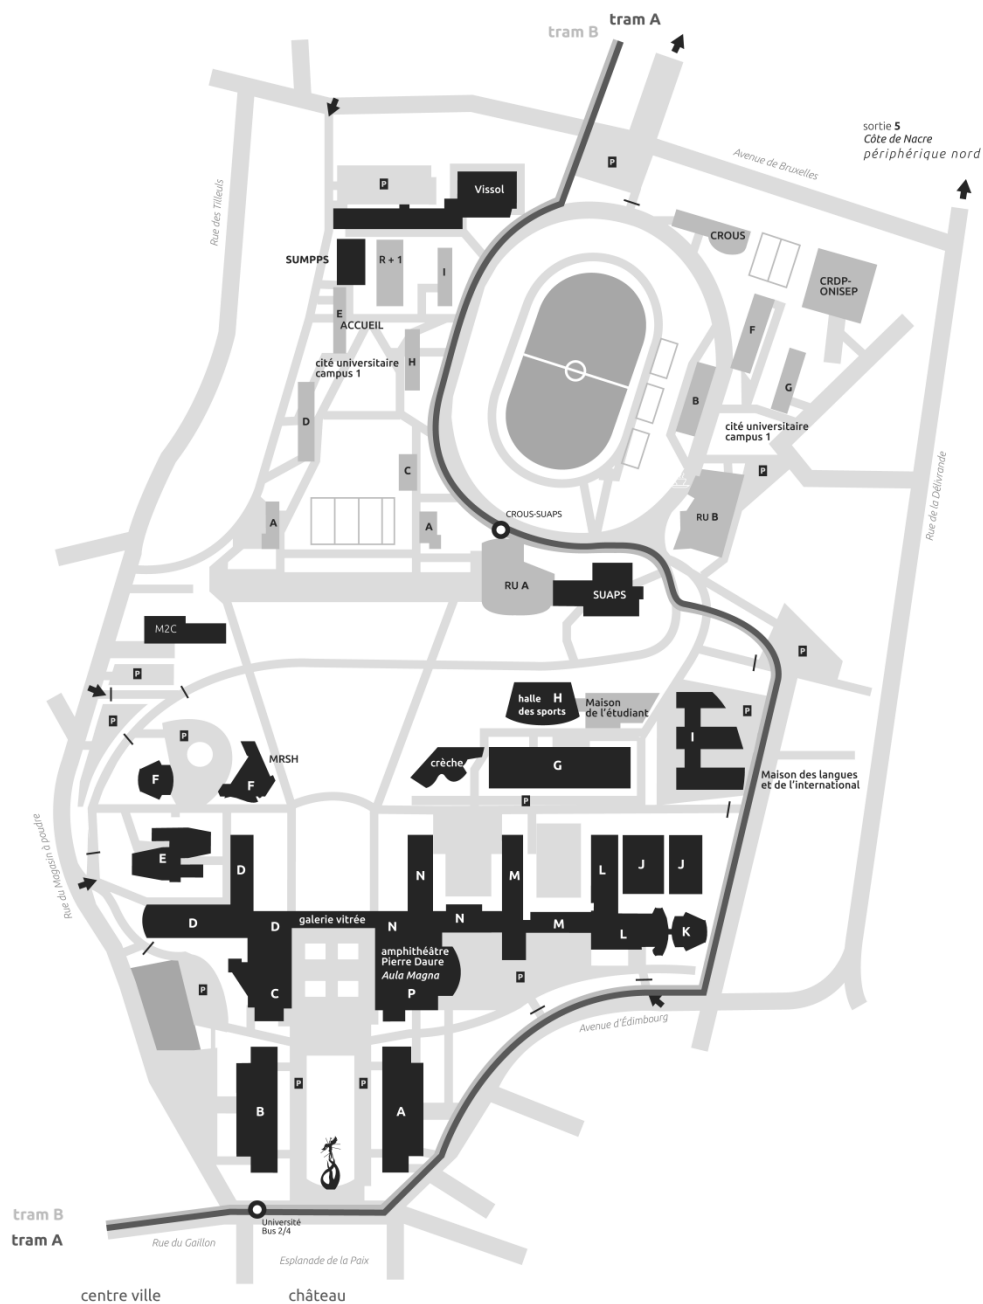 tram A
tram B
sortie 5
Côte de Nacre
périphérique nord
Avenue de Bruxelles
P
P
Vissol
Rue des Tilleuls
CROUS
SUMPPS
R + 1
I
CRDP-
ONISEP
E
ACCUEIL
F
H
cité universitaire
campus 1
G
B
D
cité universitaire
campus 1
C
P
Rue de la Délivrande
A
A
CROUS-SUAPS
RU B
RU A
SUAPS
M2C
P
P
halle H
des sports
Maison
de l'étudiant
P
P
P
I
MRSH
crèche
G
F
F
Maison des langues
et de l'international
P
Rue du Magasin à poudre
E
D
N
M
L
J
J
D
D
galerie vitrée
N
N
M
L
K
amphithéâtre
Pierre Daure
Aula Magna
P
P
C
P
Avenue d'Édimbourg
P
P
B
A
tram B
tram A
Université
Bus 2/4
Rue du Gaillon
Esplanade de la Paix
centre ville
château